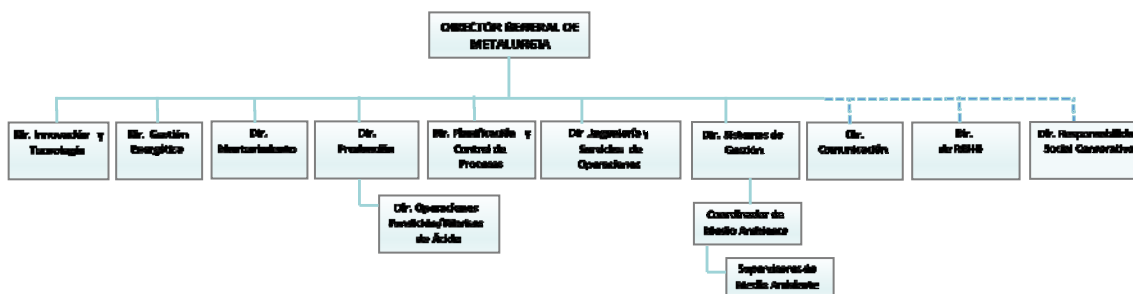 DIRECTOR GENERAL DE
METALURGIA
Dir. Innovación y
Tecnología
Dir. Gestión
Energética
Dir.
Mantenimiento
Dir.
Producción
Dir. Planificación y
Control de
Procesos
Dir .Ingeniería y
Servicios de
Operaciones
Dir. Sistemas de
Gestión
Dir.
Comunicación
Dir.
de RRHH
Dir. Responsabilidad
Social Corporativa
Dir. Operaciones
Fundición/Plantas
de Ácido
Coordinador de
Medio Ambiente
Supervisores de
Medio Ambiente